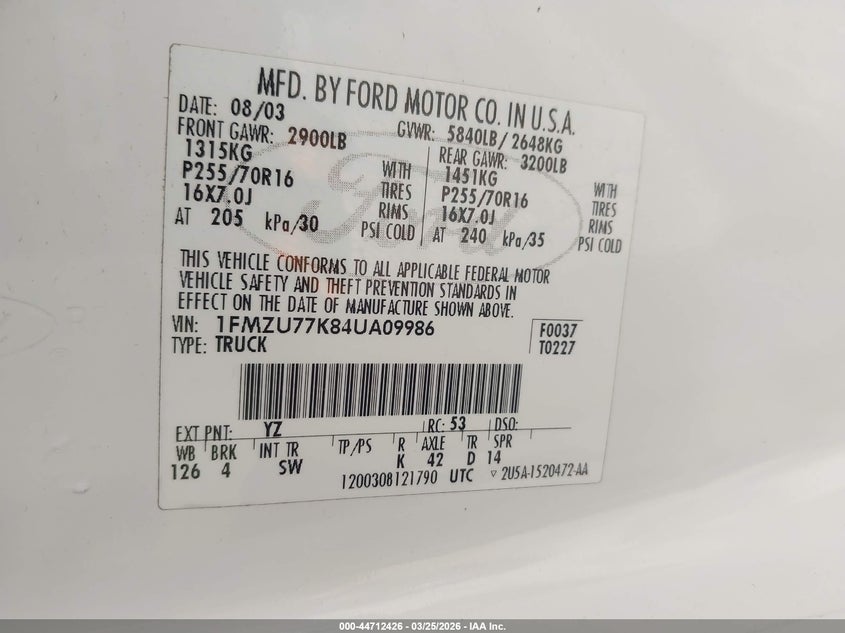 MFD. BY FORD MOTOR CO. IN U.S.A.
DATE: 08/03 GVWR: 5840LB/ 2648KG
FRONT GAWR: 2900LB REAR GAWR: 3200LB
1315KG WITH 1451KG WITH
P255/70R16 TIRES P255/70R16 TIRES
16X7.0J RIMS 16X7.0J RIMS
AT 205 kPa/30 PSI COLD AT 240 kPa/35 PSI COLD
Ford
THIS VEHICLE CONFORMS TO ALL APPLICABLE FEDERAL MOTOR
VEHICLE SAFETY AND THEFT PREVENTION STANDARDS IN
EFFECT ON THE DATE OF MANUFACTURE SHOWN ABOVE.
VIN: 1FMZU77K84UA09986 F0037
TYPE: TRUCK T0227
EXT PNT: YZ RC: 53 DSO:
WB BRK INT TR TP/PS R AXLE TR SPR
126 4 SW K 42 D 14
1200308121790 UTC ▽ 2U5A-1520472-AA
000-44712426 - 03/25/2026 - IAA Inc.